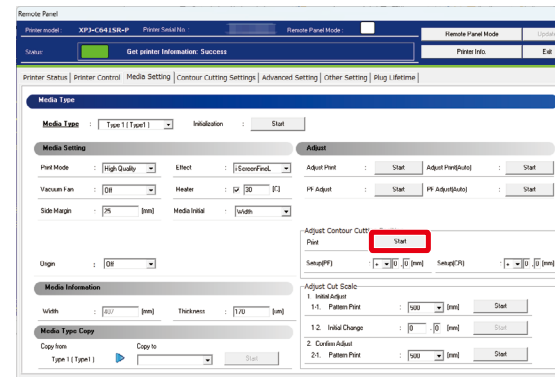 Remote Panel
Printer model : XPJ-C641SR-P Printer Serial No : Remote Panel Mode : Remote Panel Mode Update
Status: Get printer Information: Success Printer Info. Exit
Printer Status Printer Control Media Setting Contour Cutting Settings Advanced Setting Other Setting Plug Lifetime
Media Type
Media Type : Type 1 ( Type1 ) Initialization : Start
Media Setting Adjust
Print Mode : High Quality Effect i-ScreenFineL Adjust Print : Start Adjust Print(Auto) : Start
Vacuum Fan : Off Heater : 30 [C] PF Adjust : Start PF Adjust(Auto) : Start
Side Margin : 25 [mm] Media Initial : Width
Adjust Contour
Print Start
Origin : Off Setup(PF) : + 0 . 0 [mm] Setup(CR) : + 0 . 0 [mm]
Media Information Adjust Cut Scale
1. Initial Adjust
Width : 407 [mm] Thickness : 170 [um] 1-1. Pattern Print : 500 [mm] Start
1-2. Initial Change : 0 . 0 [mm] Start
Media Type Copy 2. Confirm Adjust
Copy from Copy to 2-1. Pattern Print : 500 [mm] Start
Type 1 ( Type1 ) Start